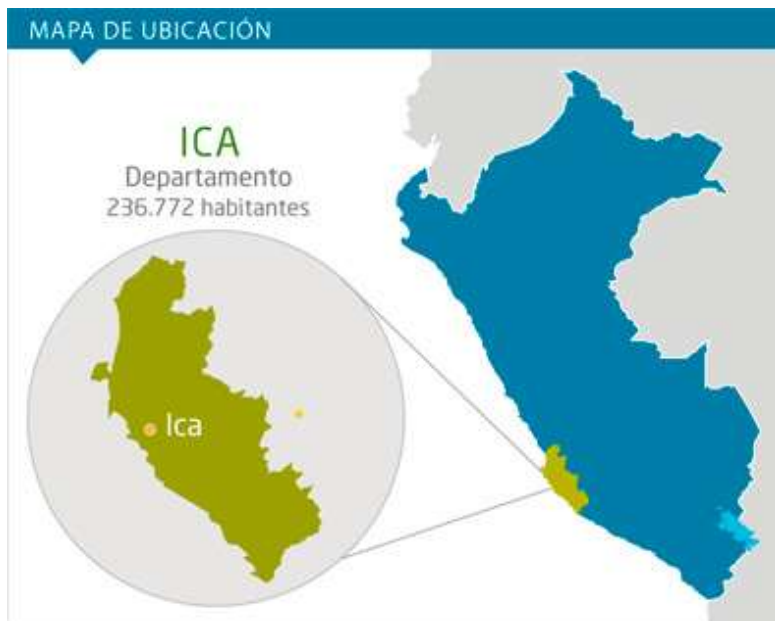 MAPA DE UBICACIÓN
ICA
Departamento
236.772 habitantes
Ica